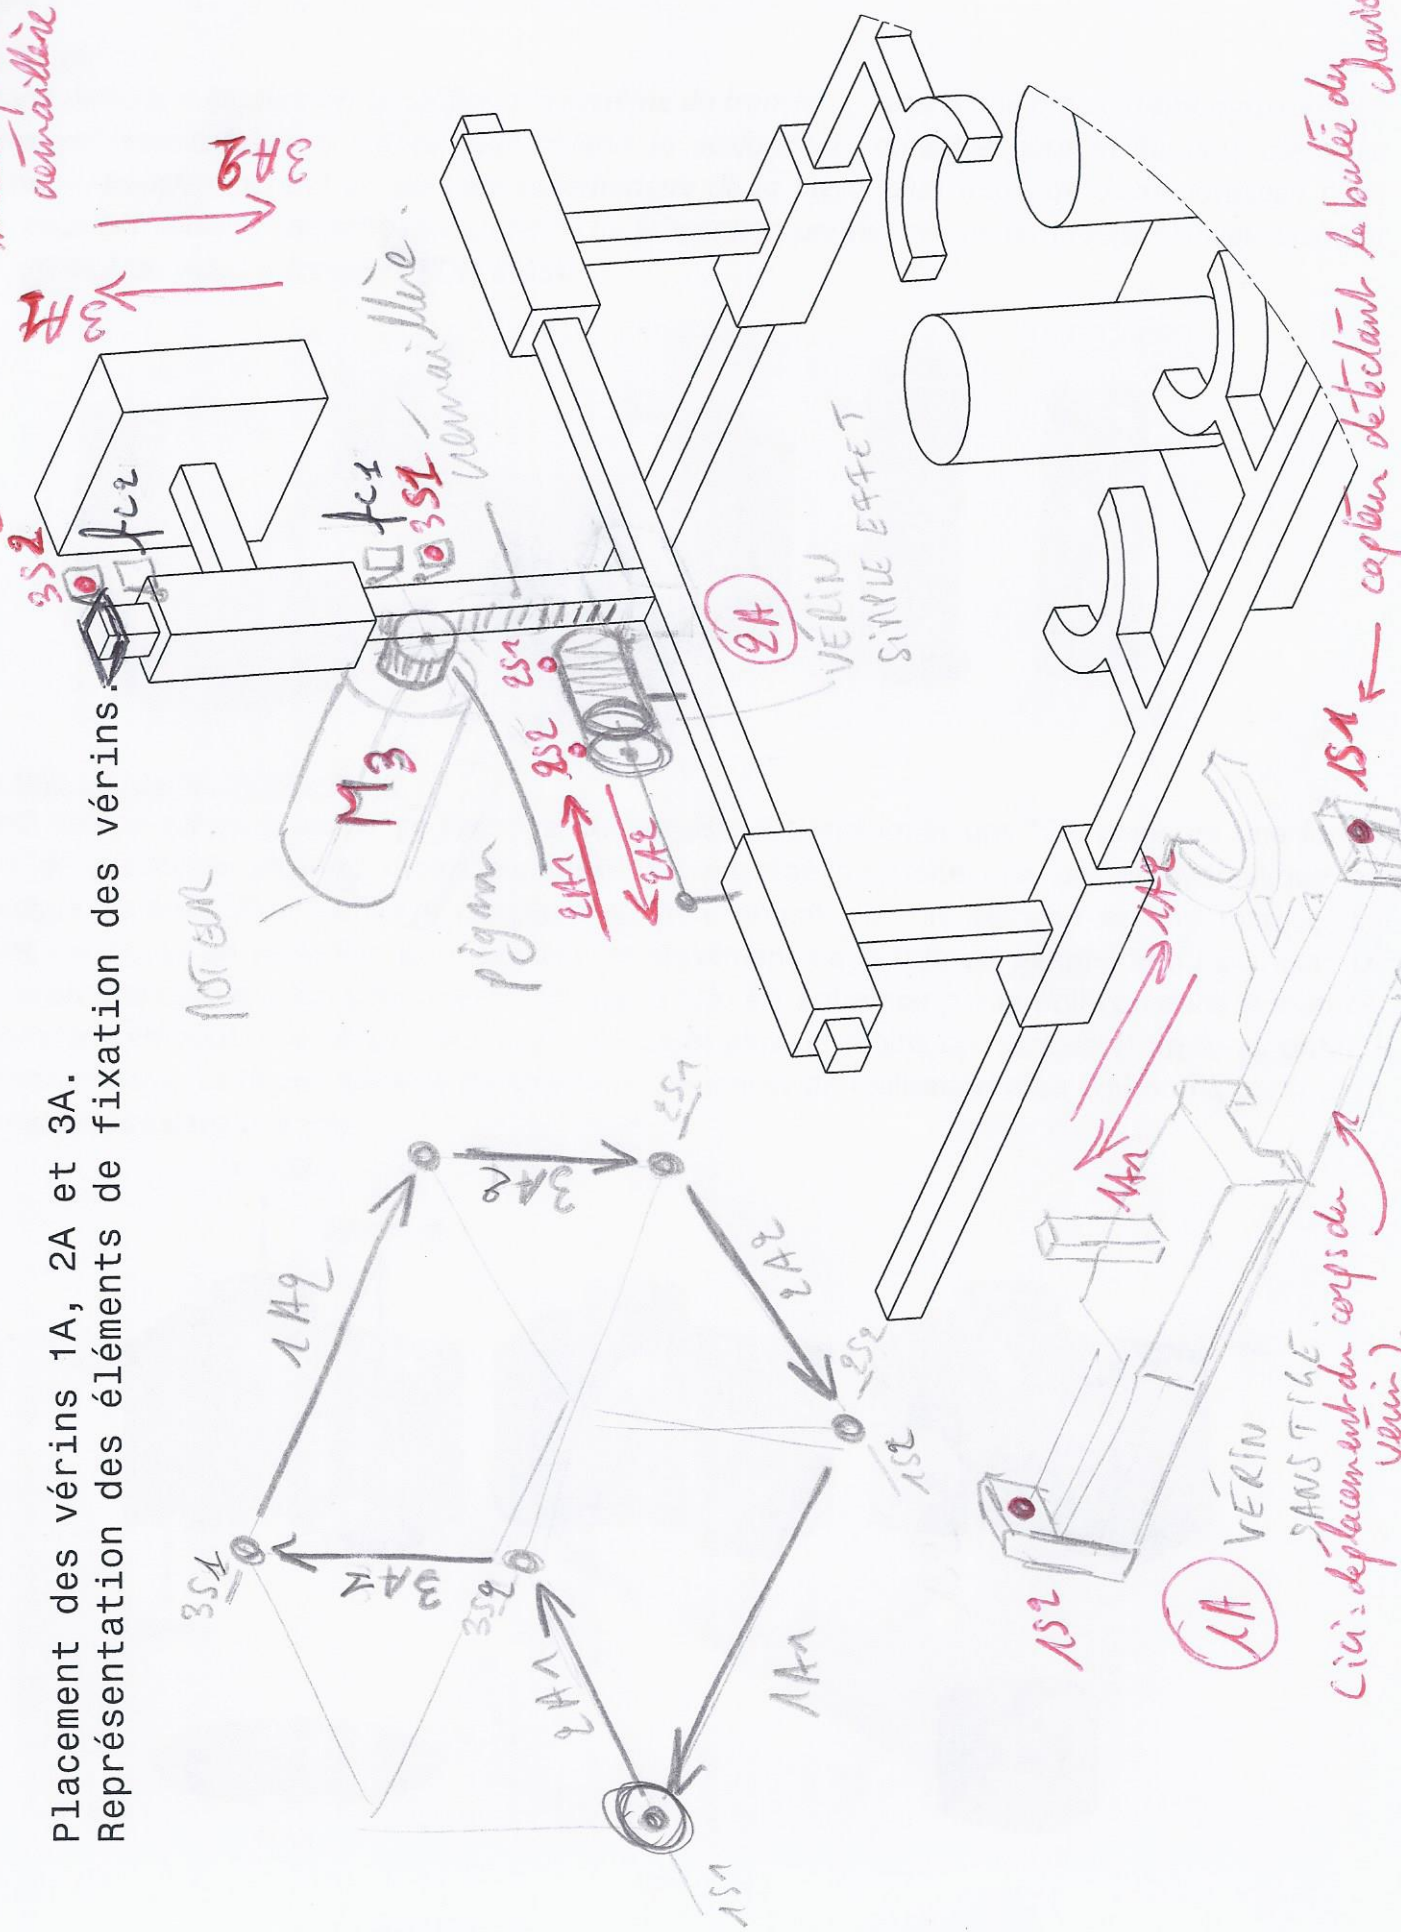 Placement des vérins 1A, 2A et 3A.
Représentation des éléments de fixation des vérins.
crémaillère
3A2
3A1
3S2
Ac2
Ac1
3S1
crémaillère
MOTEUR
M3
pignon
2S1
2S2
2A1
2A2
2A
VÉRIN
SIMPLE EFFET
3S1
1A2
3A1
3S2
3A2
2S1
2A2
2S2
1S2
2A1
1A1
1S1
1A2
1A1
1S2
1A
VÉRIN
SANS TIGE
1S1
capteur détectant la butée du
(ici : déplacement du corps du
vérin)